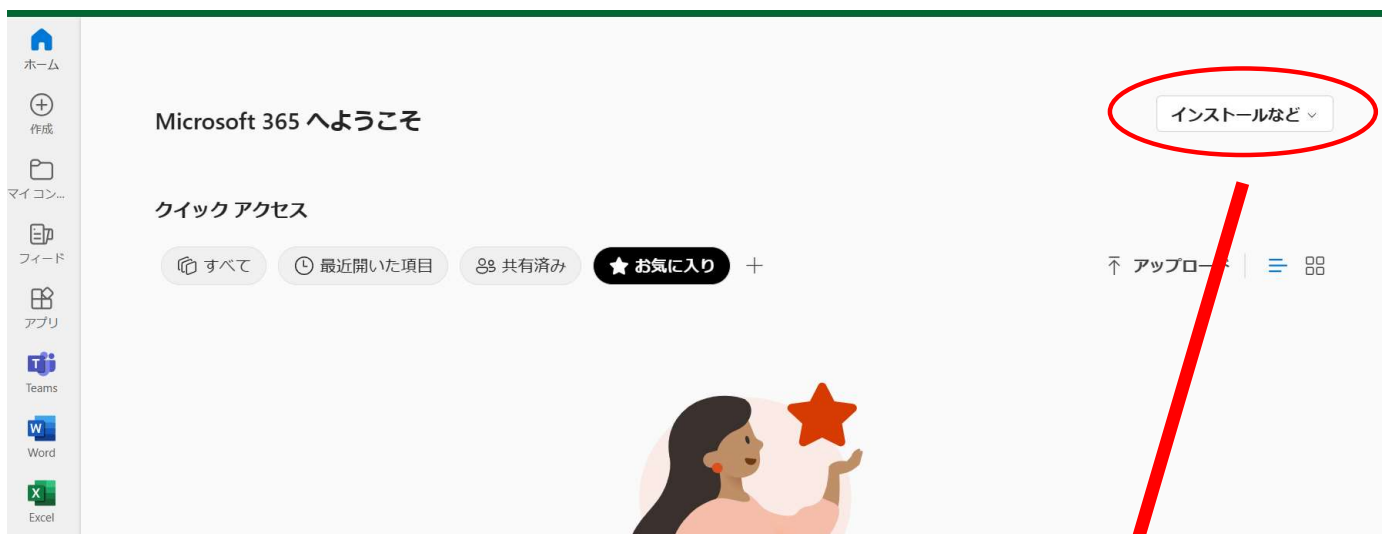 ホーム
作成
マイ コン...
フィード
アプリ
Teams
Word
Excel
Microsoft 365 へようこそ
インストールなど
クイック アクセス
すべて
最近開いた項目
共有済み
お気に入り
アップロード